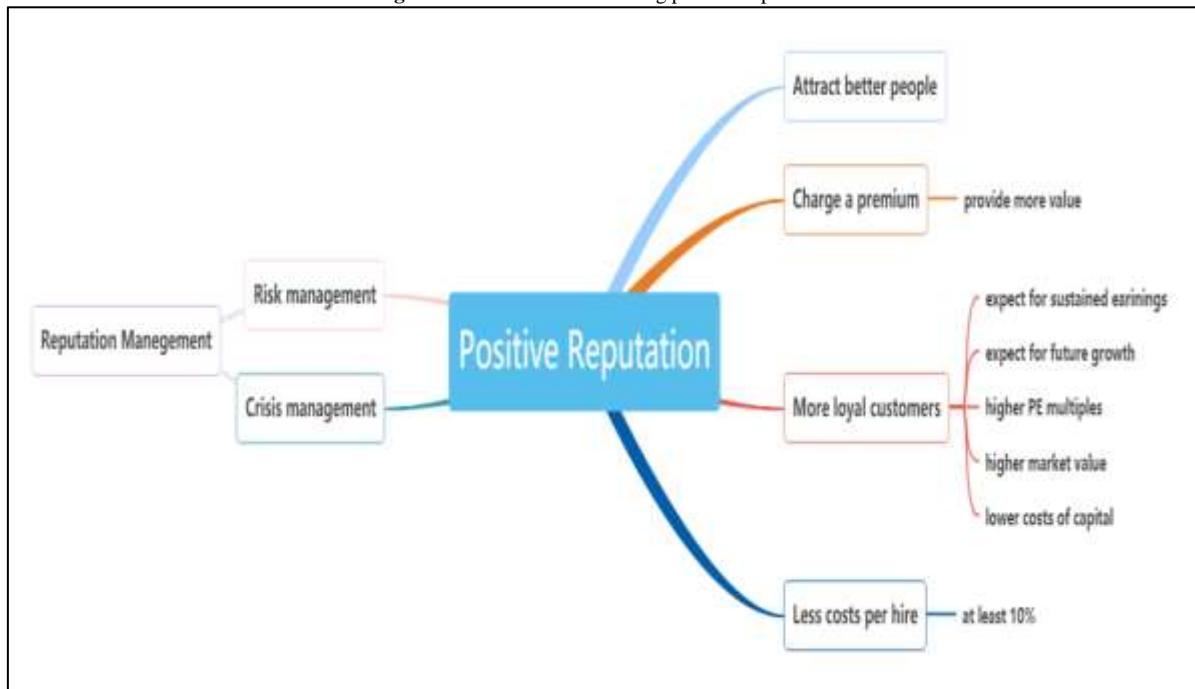 Attract better people
Charge a premium
provide more value
Risk management
Reputation Manegement
Crisis management
Positive Reputation
More loyal customers
expect for sustained earinings
expect for future growth
higher PE multiples
higher market value
lower costs of capital
Less costs per hire
at least 10%